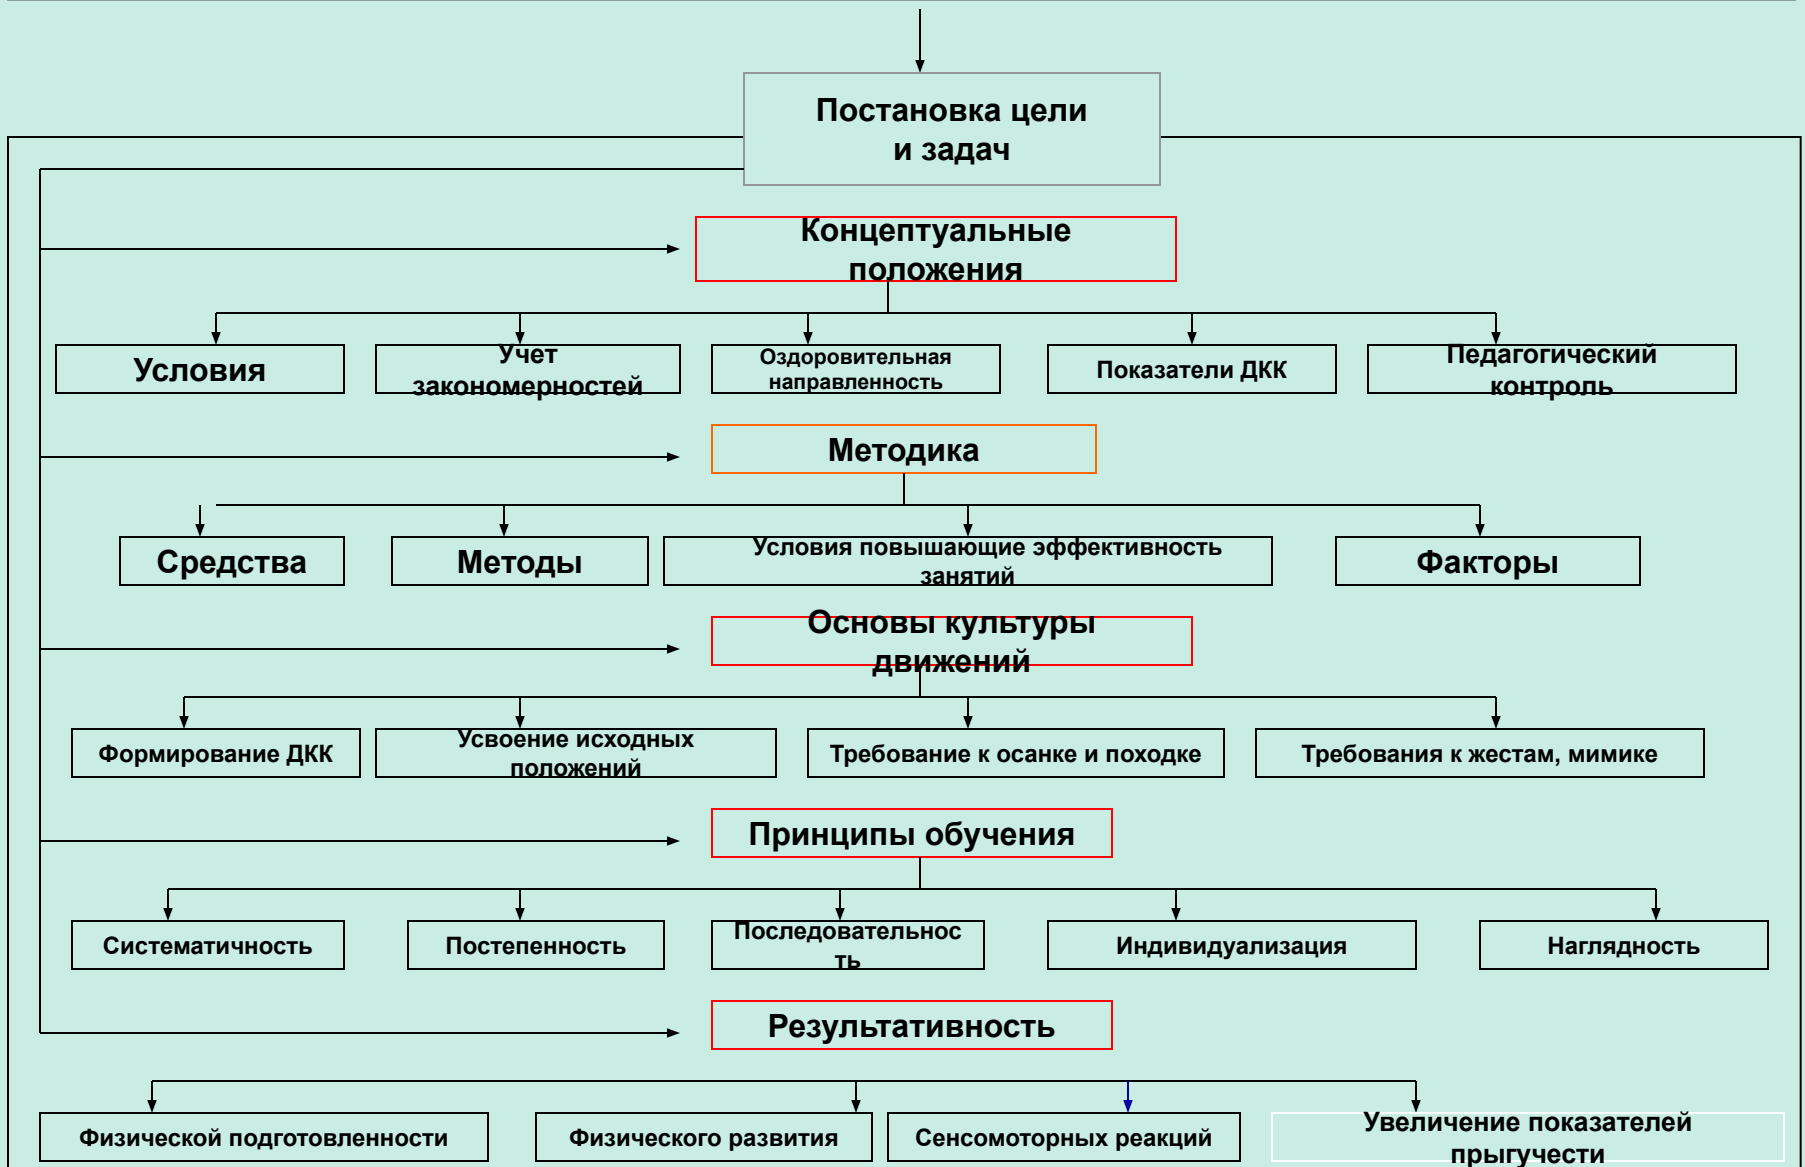 Постановка цели
и задач
Концептуальные
положения
Условия
Учет
закономерностей
Оздоровительная
направленность
Показатели ДКК
Педагогический
контроль
Методика
Средства
Методы
Условия повышающие эффективность
занятий
Факторы
Основы культуры
движений
Формирование ДКК
Усвоение исходных
положений
Требование к осанке и походке
Требования к жестам, мимике
Принципы обучения
Систематичность
Постепенность
Последовательнос
ть
Индивидуализация
Наглядность
Результативность
Физической подготовленности
Физического развития
Сенсомоторных реакций
Увеличение показателей
прыгучести